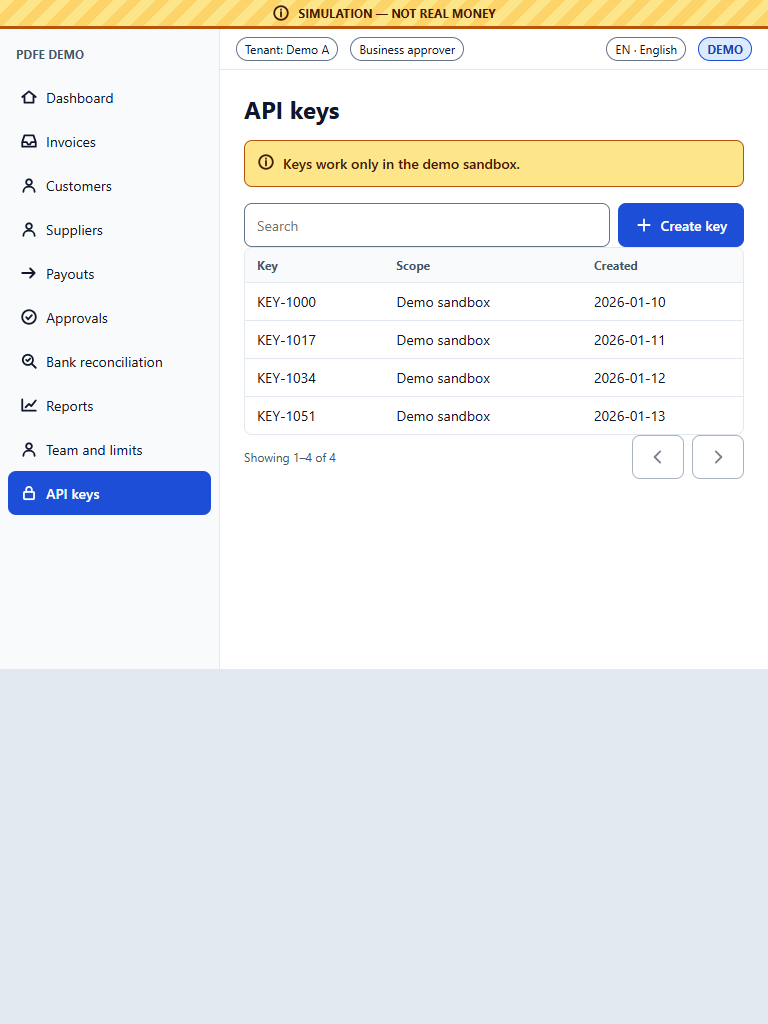 SIMULATION — NOT REAL MONEY
PDFE DEMO
Tenant: Demo A
Business approver
EN · English
DEMO
Dashboard
Invoices
Customers
Suppliers
Payouts
Approvals
Bank reconciliation
Reports
Team and limits
API keys
API keys
Keys work only in the demo sandbox.
Search
Create key
Key Scope Created
KEY-1000 Demo sandbox 2026-01-10
KEY-1017 Demo sandbox 2026-01-11
KEY-1034 Demo sandbox 2026-01-12
KEY-1051 Demo sandbox 2026-01-13
Showing 1–4 of 4